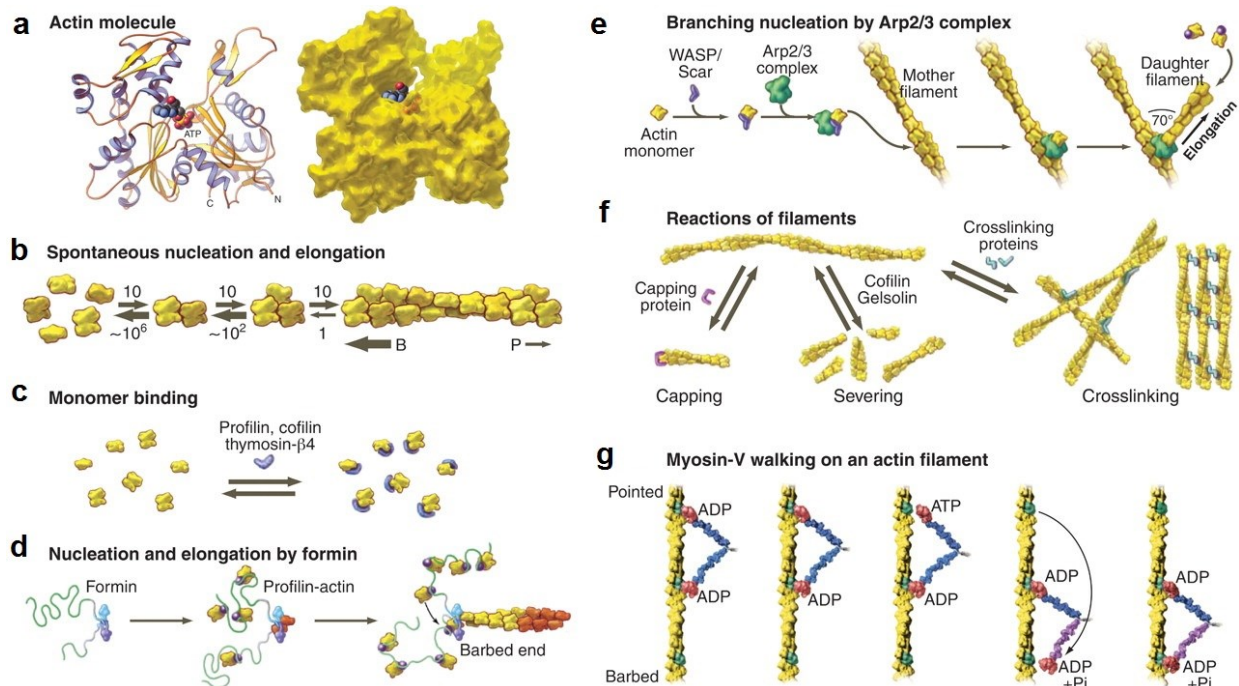 a
Actin molecule
ATP
C
N
b
Spontaneous nucleation and elongation
10
10
10
~10⁶
~10²
1
B
P
c
Monomer binding
Profilin, cofilin
thymosin-β4
d
Nucleation and elongation by formin
Formin
Profilin-actin
Barbed end
e
Branching nucleation by Arp2/3 complex
WASP/
Scar
Arp2/3
complex
Actin
monomer
Mother
filament
Daughter
filament
70°
Elongation
f
Reactions of filaments
Capping
protein
Cofilin
Gelsolin
Crosslinking
proteins
Capping
Severing
Crosslinking
g
Myosin-V walking on an actin filament
Pointed
ADP
ADP
ATP
ADP
ADP
ADP
ADP
ADP
Barbed
ADP
+Pi
ADP
+Pi